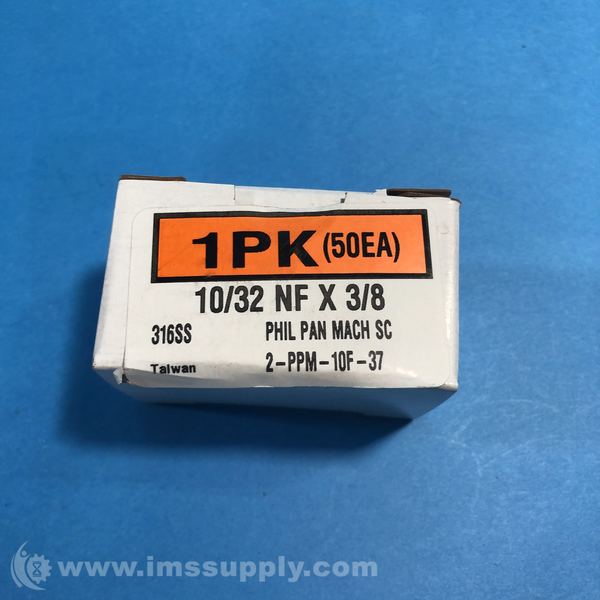 1PK (50EA)
10/32 NF X 3/8
316SS PHIL PAN MACH SC
Taiwan 2-PPM-10F-37
www.imssupply.com